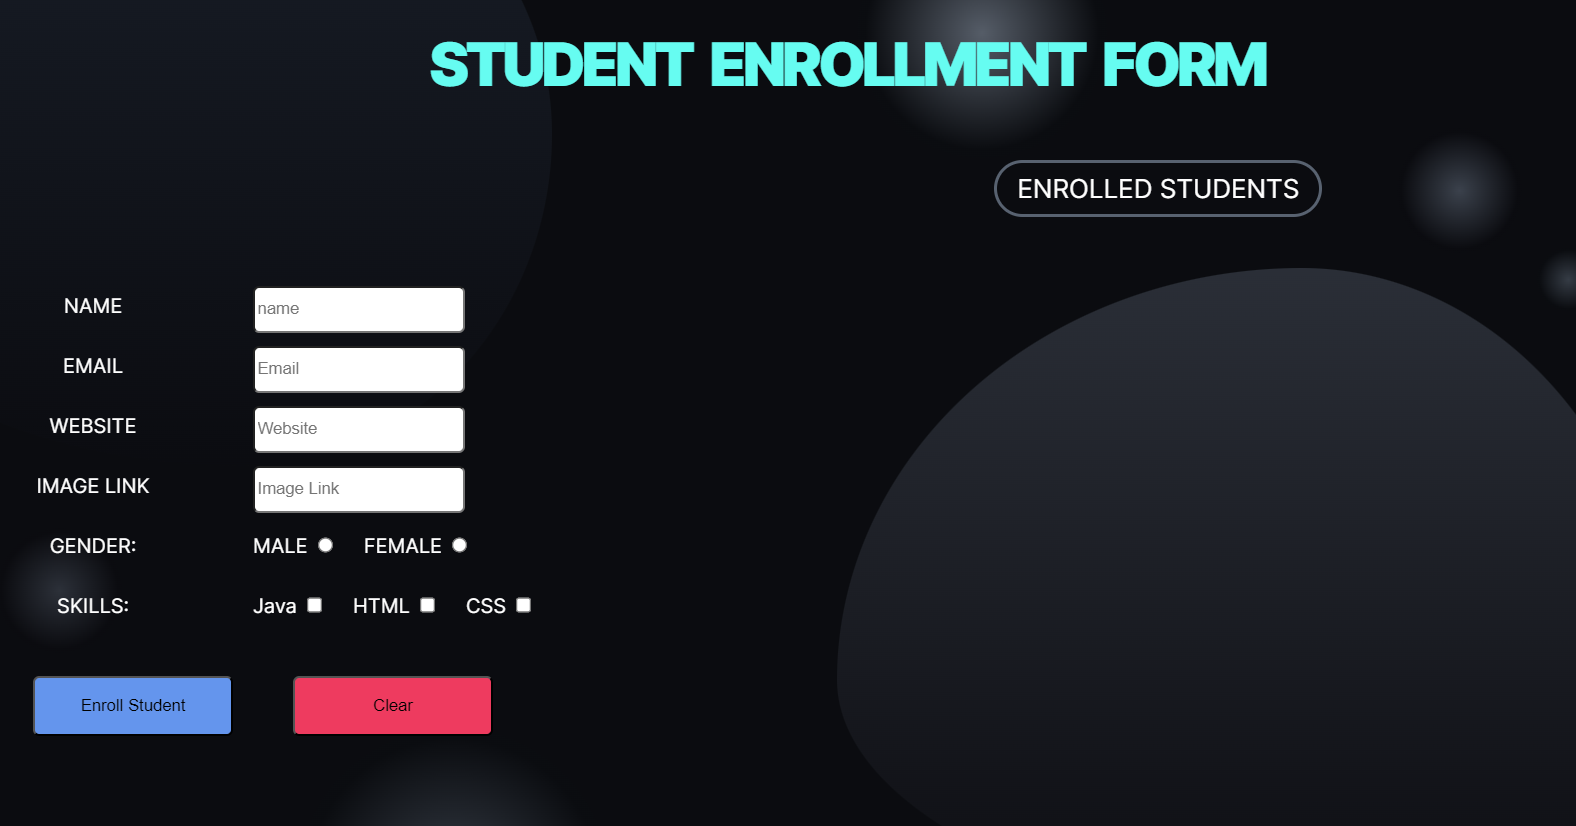 STUDENT ENROLLMENT FORM
ENROLLED STUDENTS
NAME name
EMAIL Email
WEBSITE Website
IMAGE LINK Image Link
GENDER: MALE FEMALE
SKILLS: Java HTML CSS
Enroll Student Clear